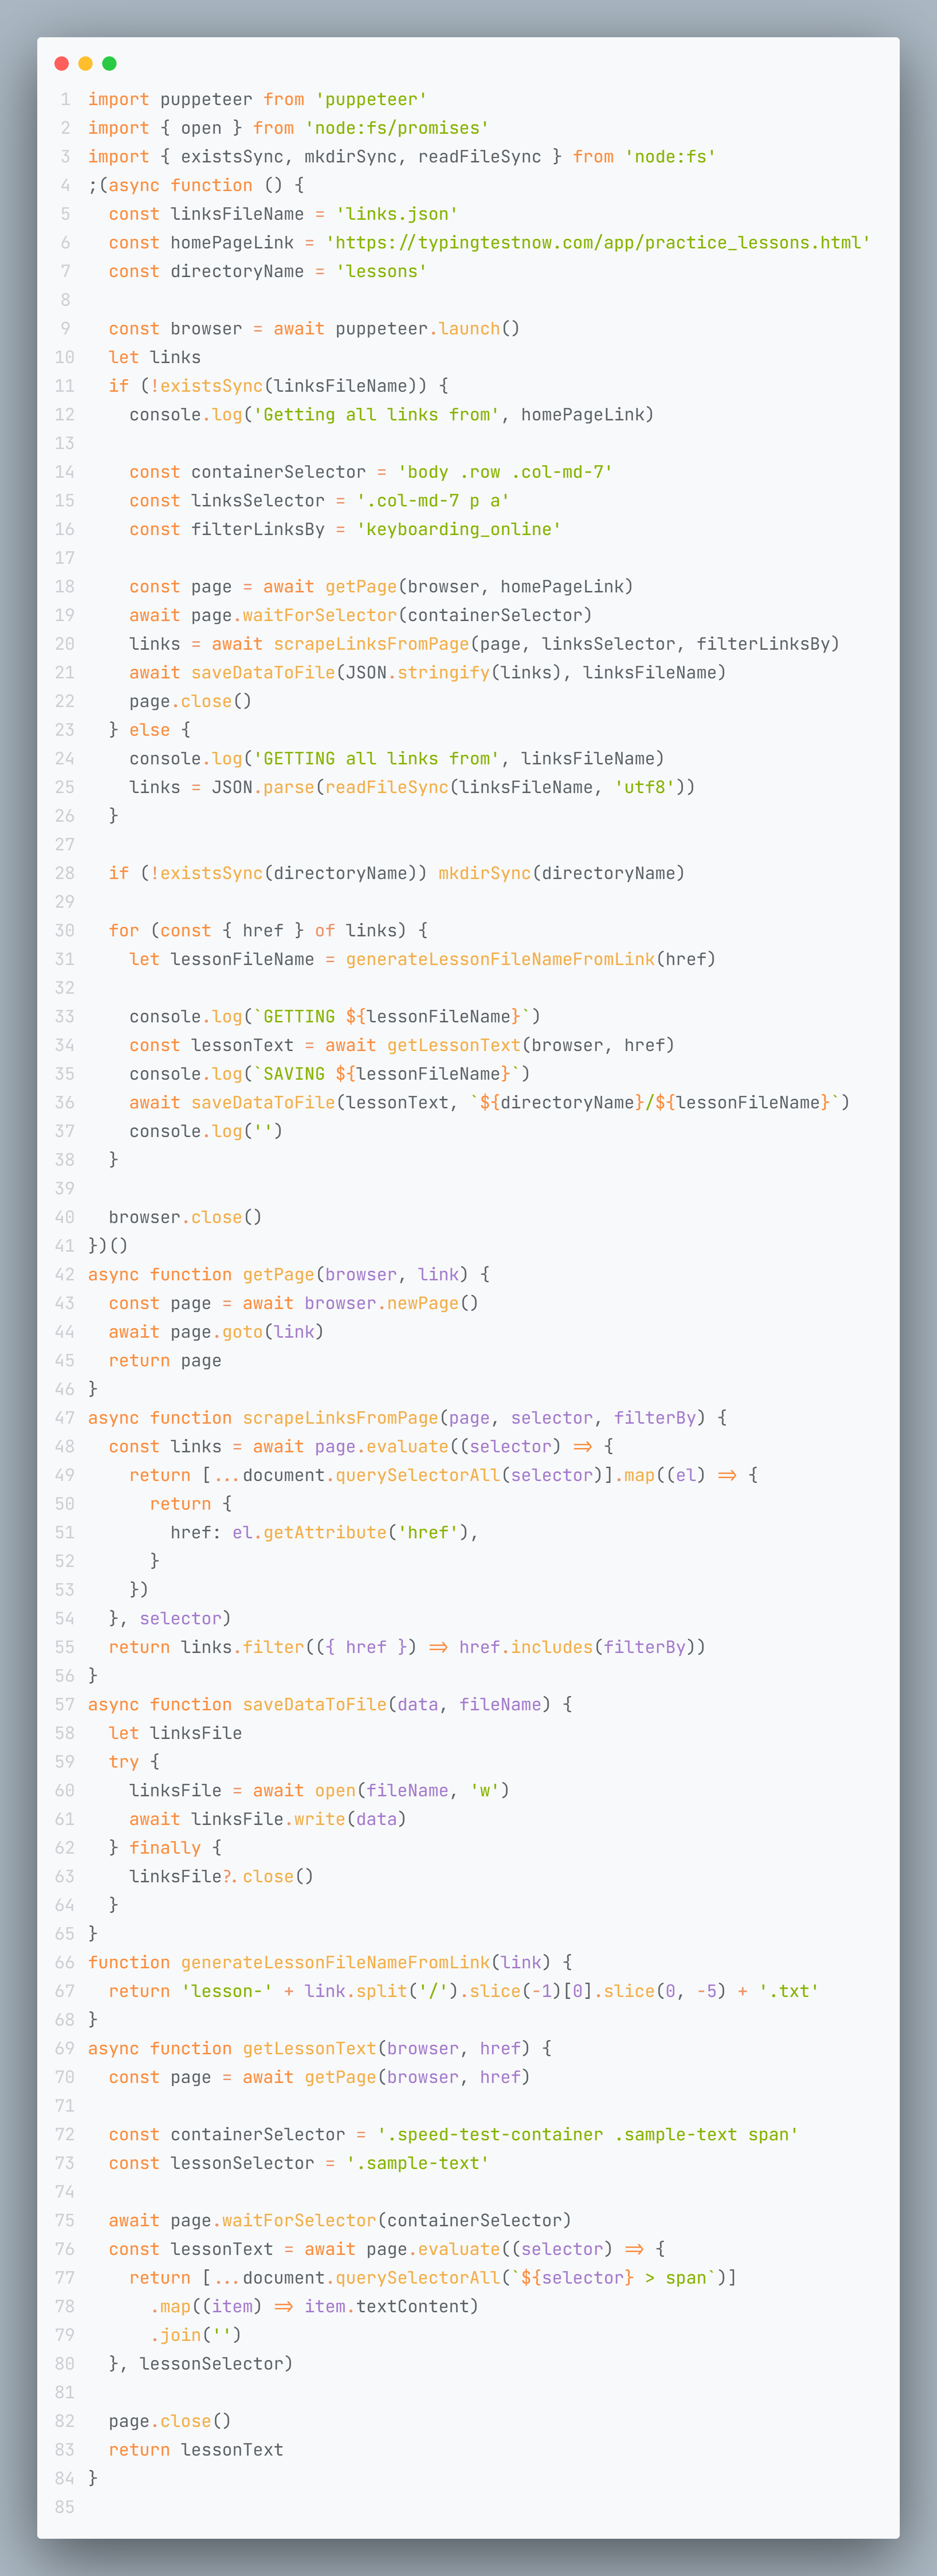 1 import puppeteer from 'puppeteer'
2 import { open } from 'node:fs/promises'
3 import { existsSync, mkdirSync, readFileSync } from 'node:fs'
4 ;(async function () {
5   const linksFileName = 'links.json'
6   const homePageLink = 'https://typingtestnow.com/app/practice_lessons.html'
7   const directoryName = 'lessons'
8
9   const browser = await puppeteer.launch()
10   let links
11   if (!existsSync(linksFileName)) {
12     console.log('Getting all links from', homePageLink)
13
14     const containerSelector = 'body .row .col-md-7'
15     const linksSelector = '.col-md-7 p a'
16     const filterLinksBy = 'keyboarding_online'
17
18     const page = await getPage(browser, homePageLink)
19     await page.waitForSelector(containerSelector)
20     links = await scrapeLinksFromPage(page, linksSelector, filterLinksBy)
21     await saveDataToFile(JSON.stringify(links), linksFileName)
22     page.close()
23   } else {
24     console.log('GETTING all links from', linksFileName)
25     links = JSON.parse(readFileSync(linksFileName, 'utf8'))
26   }
27
28   if (!existsSync(directoryName)) mkdirSync(directoryName)
29
30   for (const { href } of links) {
31     let lessonFileName = generateLessonFileNameFromLink(href)
32
33     console.log(`GETTING ${lessonFileName}`)
34     const lessonText = await getLessonText(browser, href)
35     console.log(`SAVING ${lessonFileName}`)
36     await saveDataToFile(lessonText, `${directoryName}/${lessonFileName}`)
37     console.log('')
38   }
39
40   browser.close()
41 })()
42 async function getPage(browser, link) {
43   const page = await browser.newPage()
44   await page.goto(link)
45   return page
46 }
47 async function scrapeLinksFromPage(page, selector, filterBy) {
48   const links = await page.evaluate((selector) => {
49     return [...document.querySelectorAll(selector)].map((el) => {
50       return {
51         href: el.getAttribute('href'),
52       }
53     })
54   }, selector)
55   return links.filter(({ href }) => href.includes(filterBy))
56 }
57 async function saveDataToFile(data, fileName) {
58   let linksFile
59   try {
60     linksFile = await open(fileName, 'w')
61     await linksFile.write(data)
62   } finally {
63     linksFile?.close()
64   }
65 }
66 function generateLessonFileNameFromLink(link) {
67   return 'lesson-' + link.split('/').slice(-1)[0].slice(0, -5) + '.txt'
68 }
69 async function getLessonText(browser, href) {
70   const page = await getPage(browser, href)
71
72   const containerSelector = '.speed-test-container .sample-text span'
73   const lessonSelector = '.sample-text'
74
75   await page.waitForSelector(containerSelector)
76   const lessonText = await page.evaluate((selector) => {
77     return [...document.querySelectorAll(`${selector} > span`)]
78       .map((item) => item.textContent)
79       .join('')
80   }, lessonSelector)
81
82   page.close()
83   return lessonText
84 }
85